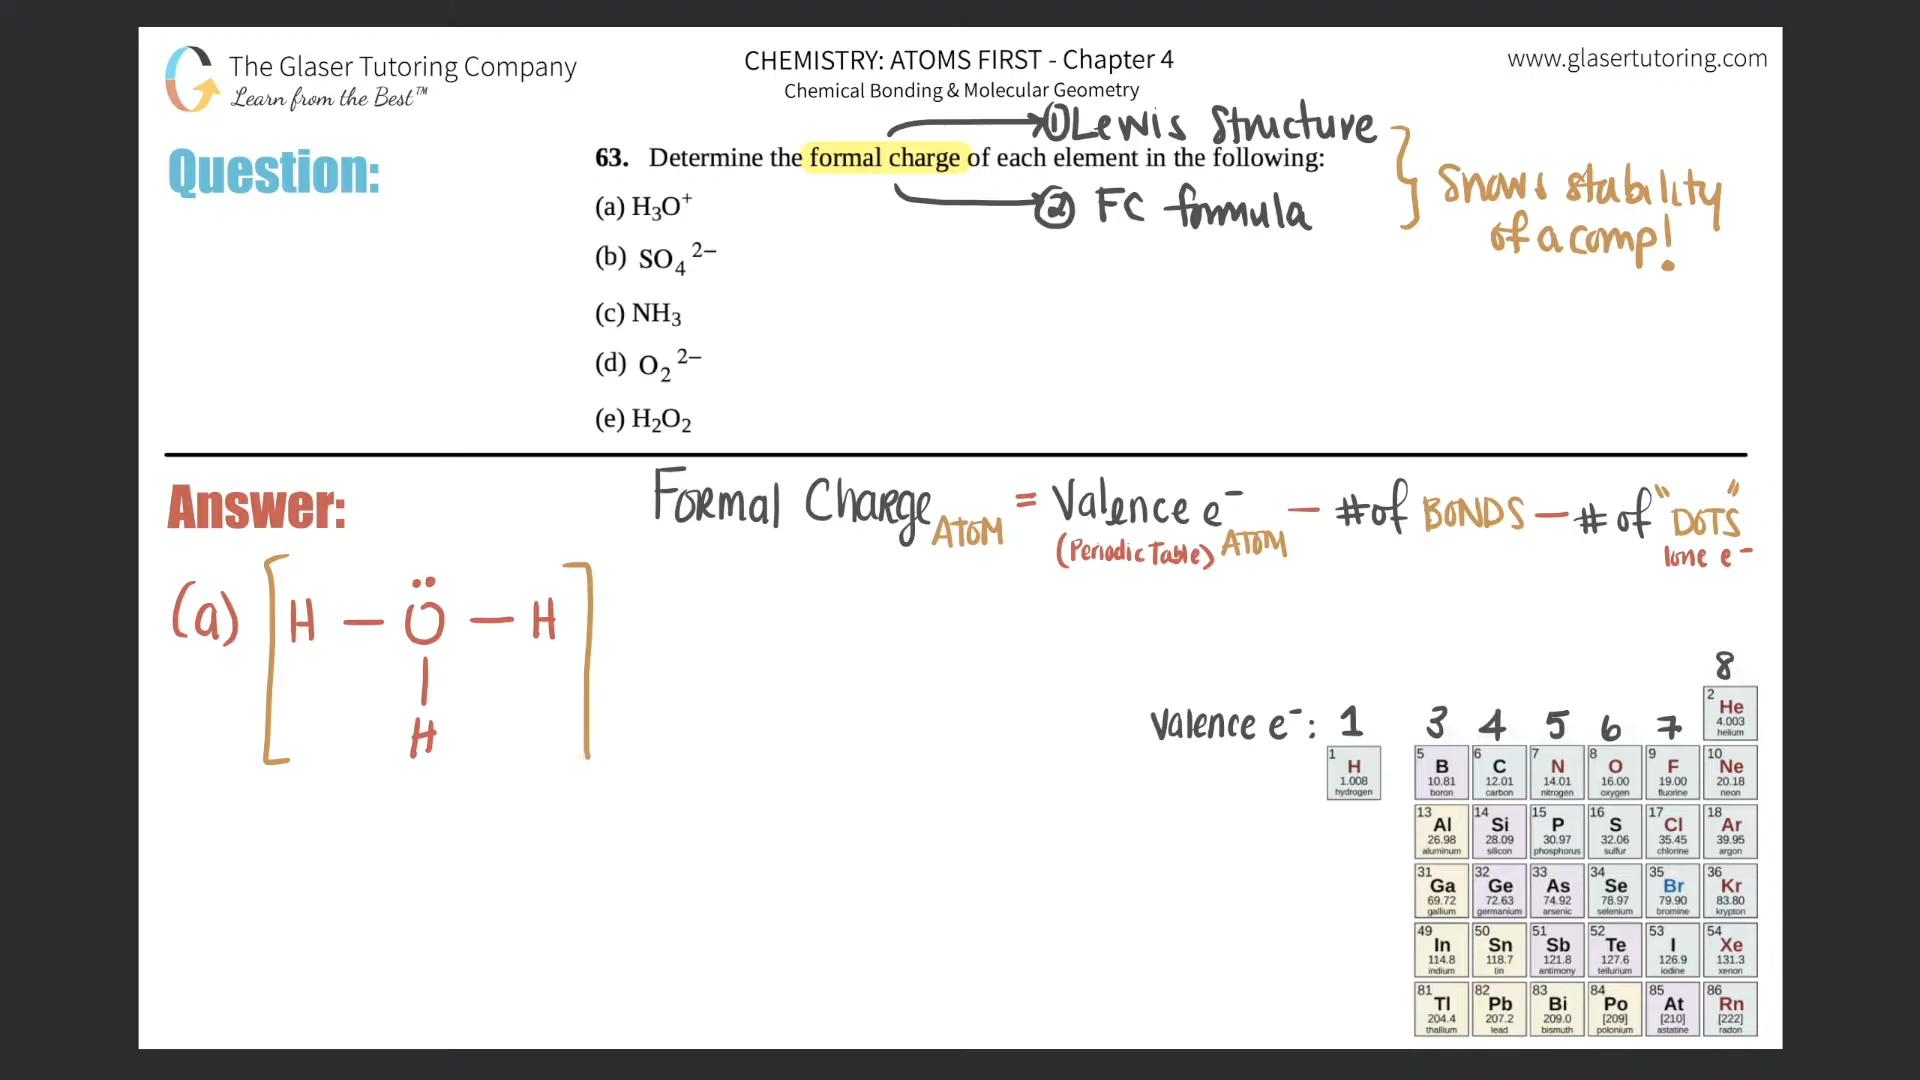 The Glaser Tutoring Company
Learn from the Best™
CHEMISTRY: ATOMS FIRST - Chapter 4
Chemical Bonding & Molecular Geometry
www.glasertutoring.com
Question:
① Lewis Structure
63. Determine the formal charge of each element in the following:
② FC formula
Shows stability
of a comp!
(a) H₃O⁺
(b) SO₄²⁻
(c) NH₃
(d) O₂²⁻
(e) H₂O₂
Answer:
Formal Charge ATOM = Valence e⁻ ATOM − # of BONDS − # of "DOTS"
(Periodic Table)
lone e⁻
(a) [H − Ö − H]
H
8
Valence e⁻: 1 3 4 5 6 7
2 He 4.003 helium
1 H 1.008 hydrogen
5 B 10.81 boron
6 C 12.01 carbon
7 N 14.01 nitrogen
8 O 16.00 oxygen
9 F 19.00 fluorine
10 Ne 20.18 neon
13 Al 26.98 aluminum
14 Si 28.09 silicon
15 P 30.97 phosphorus
16 S 32.06 sulfur
17 Cl 35.45 chlorine
18 Ar 39.95 argon
31 Ga 69.72 gallium
32 Ge 72.63 germanium
33 As 74.92 arsenic
34 Se 78.97 selenium
35 Br 79.90 bromine
36 Kr 83.80 krypton
49 In 114.8 indium
50 Sn 118.7 tin
51 Sb 121.8 antimony
52 Te 127.6 tellurium
53 I 126.9 iodine
54 Xe 131.3 xenon
81 Tl 204.4 thallium
82 Pb 207.2 lead
83 Bi 209.0 bismuth
84 Po [209] polonium
85 At [210] astatine
86 Rn [222] radon